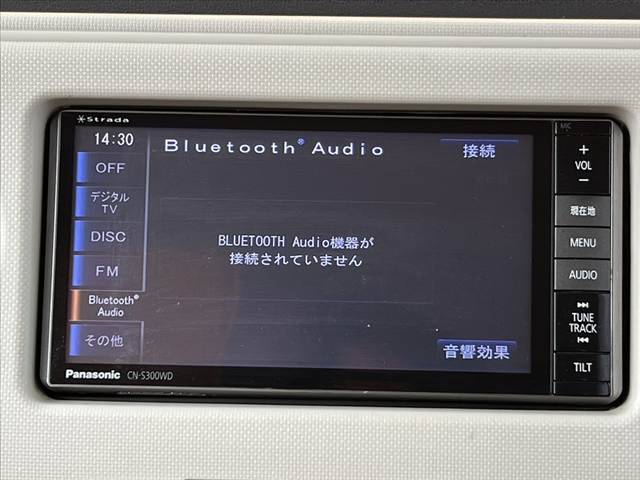 Strada
14:30
Bluetooth® Audio
接続
OFF
デジタル
TV
DISC
FM
Bluetooth®
Audio
その他
BLUETOOTH Audio機器が
接続されていません
音響効果
Panasonic CN-S300WD
MIC
+
VOL
−
現在地
MENU
AUDIO
TUNE
TRACK
TILT